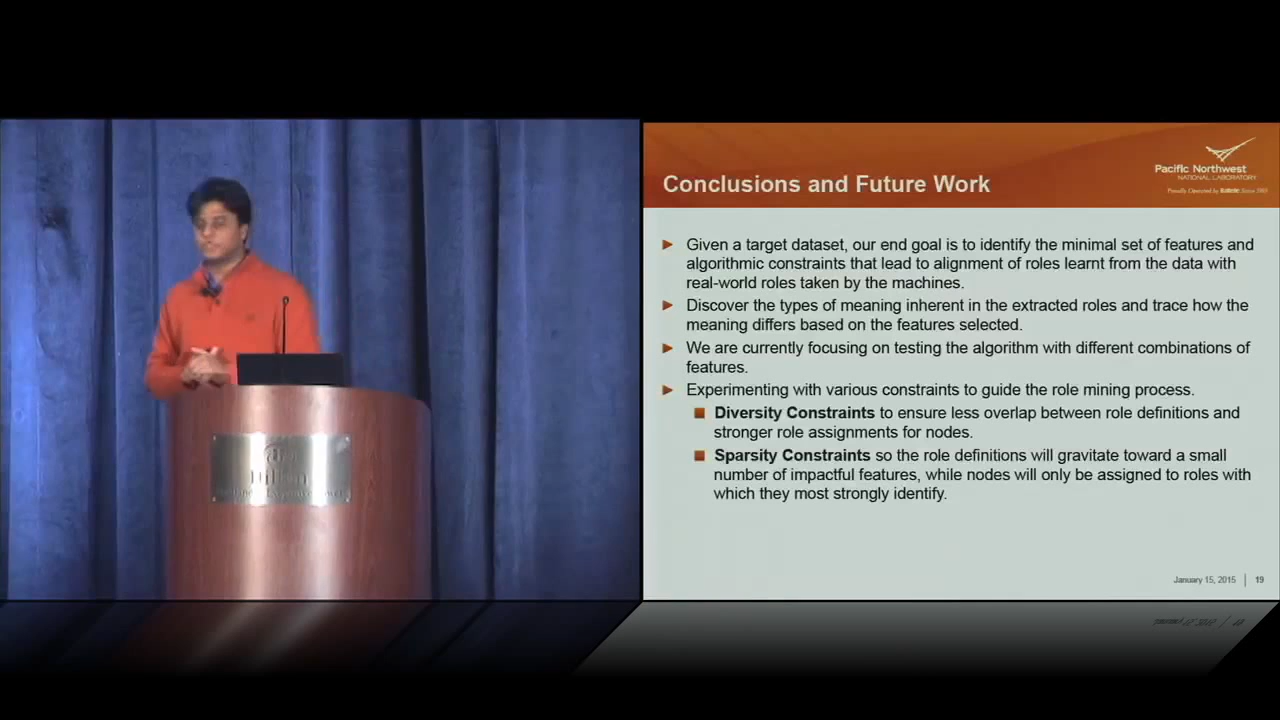 Pacific Northwest
NATIONAL LABORATORY
Proudly Operated by Battelle Since 1965
Conclusions and Future Work
Given a target dataset, our end goal is to identify the minimal set of features and
algorithmic constraints that lead to alignment of roles learnt from the data with
real-world roles taken by the machines.
Discover the types of meaning inherent in the extracted roles and trace how the
meaning differs based on the features selected.
We are currently focusing on testing the algorithm with different combinations of
features.
Experimenting with various constraints to guide the role mining process.
Diversity Constraints to ensure less overlap between role definitions and
stronger role assignments for nodes.
Sparsity Constraints so the role definitions will gravitate toward a small
number of impactful features, while nodes will only be assigned to roles with
which they most strongly identify.
Hilton
January 15, 2015 19